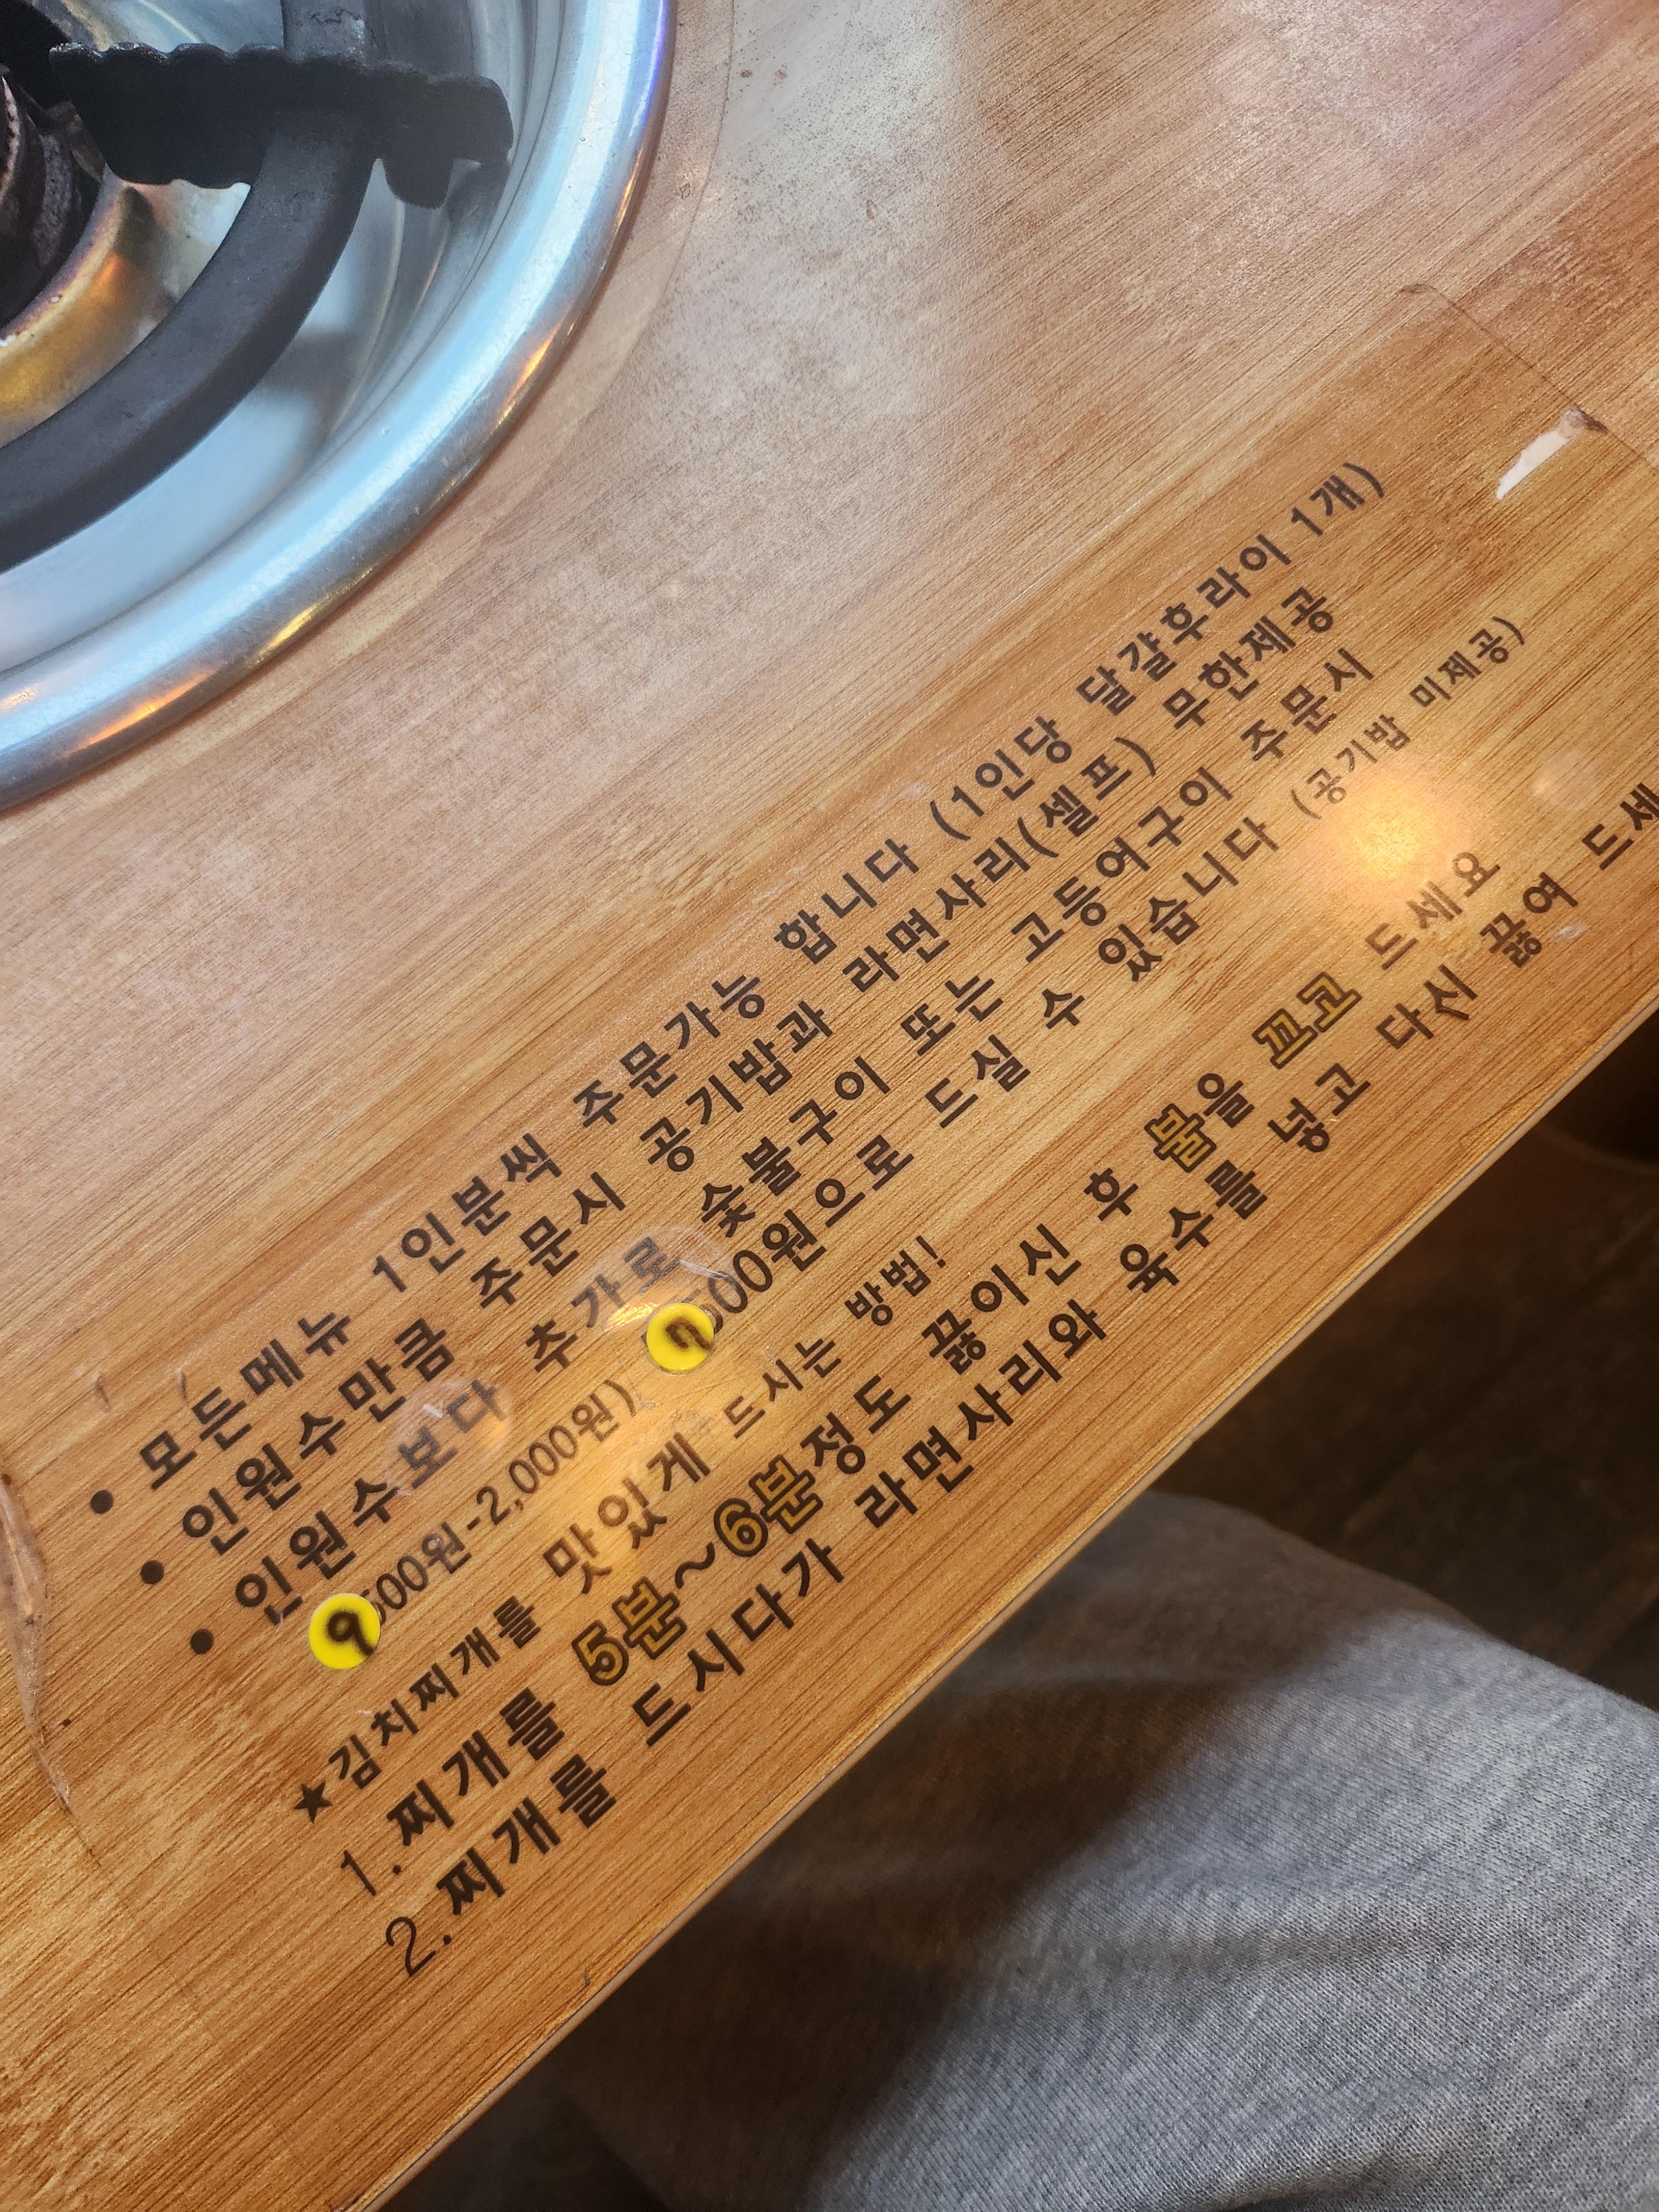 • 모든메뉴 1인분씩 주문가능 합니다 (1인당 달걀후라이 1개)
• 인원수만큼 주문시 공기밥과 라면사리(셀프) 무한제공
• 인원수보다 추가로 숯불구이 또는 고등어구이 주문시
9500원-2,000원) 7500원으로 드실 수 있습니다 (공기밥 미제공)
★김치찌개를 맛있게 드시는 방법!
1. 찌개를 5분~6분정도 끓이신 후 불을 끄고 드세요
2. 찌개를 드시다가 라면사리와 육수를 넣고 다시 끓여 드세